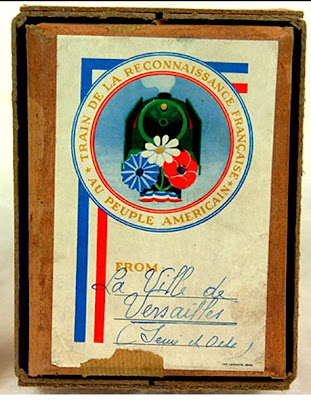 ★ TRAIN DE LA RECONNAISSANCE FRANÇAISE ★
AU PEUPLE AMERICAIN
FROM
La Ville de
Versailles
(Seine et Oise)